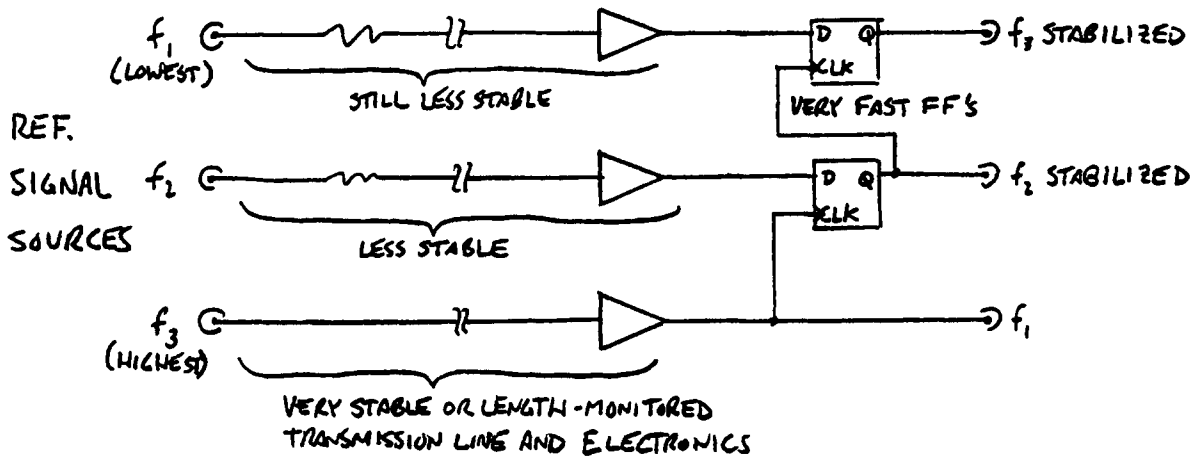 f₁
(LOWEST)
STILL LESS STABLE
D Q
CLK
f₃ STABILIZED
VERY FAST FF'S
REF.
SIGNAL
SOURCES
f₂
LESS STABLE
D Q
CLK
f₂ STABILIZED
f₃
(HIGHEST)
f₁
VERY STABLE OR LENGTH-MONITORED
TRANSMISSION LINE AND ELECTRONICS